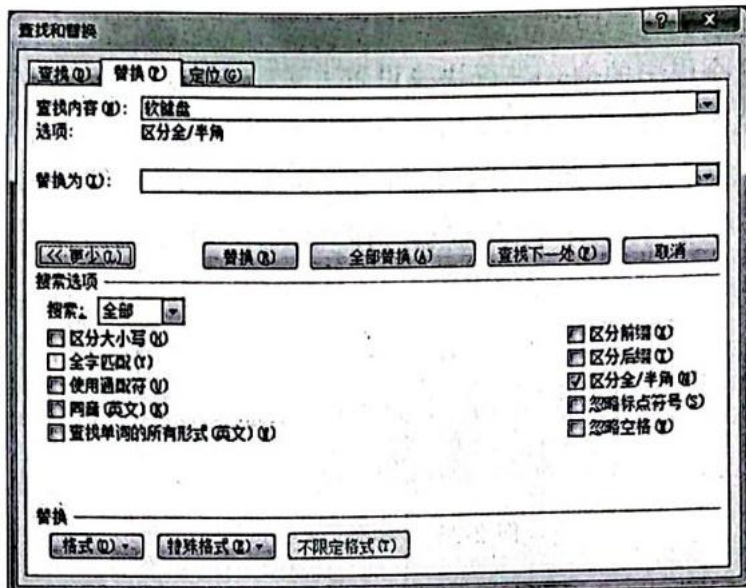 查找和替换
查找(D) 替换(P) 定位(G)
查找内容(N): 软键盘
选项: 区分全/半角
替换为(I):
<< 更少(L) 替换(R) 全部替换(A) 查找下一处(F) 取消
搜索选项
搜索: 全部
区分大小写(H) 区分前缀(X)
全字匹配(Y) 区分后缀(T)
使用通配符(U) 区分全/半角(M)
同音(英文)(K) 忽略标点符号(S)
查找单词的所有形式(英文)(W) 忽略空格(W)
替换
格式(O) 特殊格式(E) 不限定格式(T)